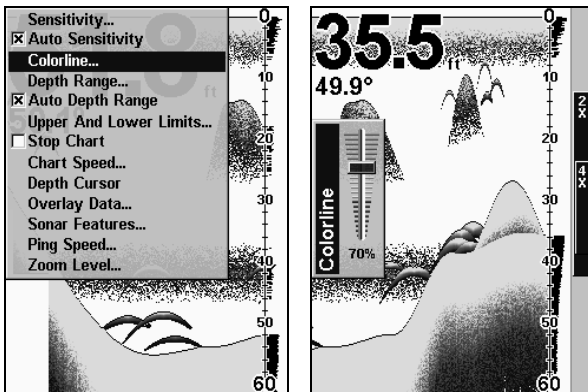 Sensitivity...
Auto Sensitivity
Colorline...
Depth Range...
Auto Depth Range
Upper And Lower Limits...
Stop Chart
Chart Speed...
Depth Cursor
Overlay Data...
Sonar Features...
Ping Speed...
Zoom Level...
ft
0
10
20
30
40
50
60
35.5 ft
49.9°
Colorline
70%
0
10
20
30
40
50
60
2x
4x